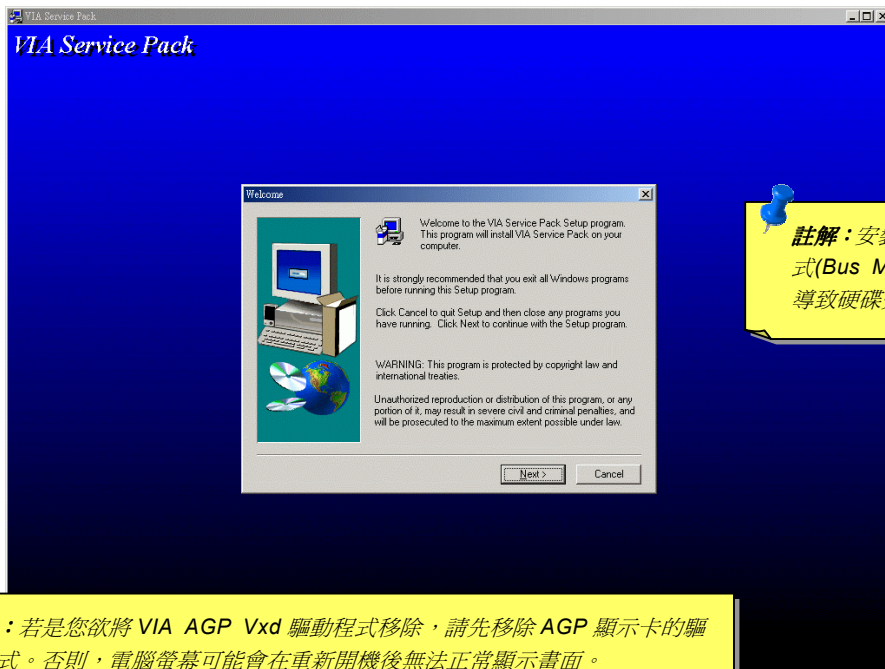 VIA Service Pack
VIA Service Pack
Welcome
Welcome to the VIA Service Pack Setup program.
This program will install VIA Service Pack on your
computer.
It is strongly recommended that you exit all Windows programs
before running this Setup program.
Click Cancel to quit Setup and then close any programs you
have running. Click Next to continue with the Setup program.
WARNING: This program is protected by copyright law and
international treaties.
Unauthorized reproduction or distribution of this program, or any
portion of it, may result in severe civil and criminal penalties, and
will be prosecuted to the maximum extent possible under law.
Next >
Cancel
註解：安
式(Bus M
導致硬碟
：若是您欲將 VIA AGP Vxd 驅動程式移除，請先移除 AGP 顯示卡的驅
式。否則，電腦螢幕可能會在重新開機後無法正常顯示畫面。